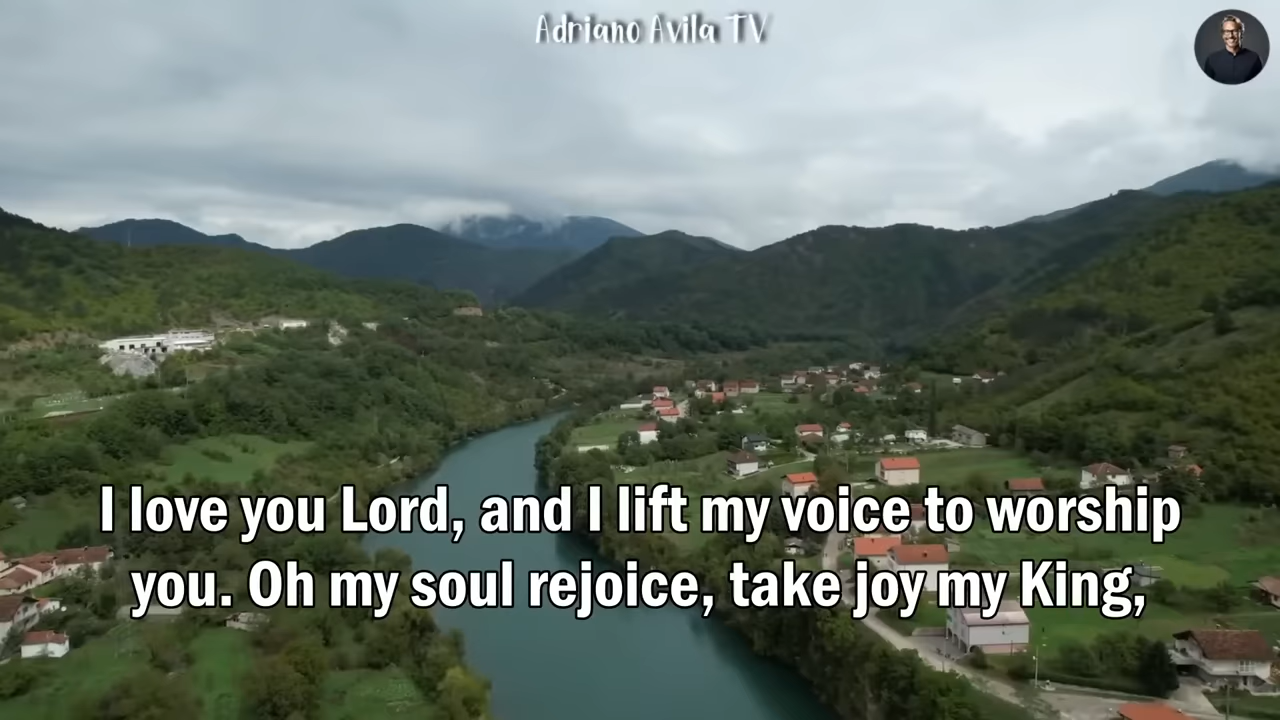 Adriano Avila TV
I love you Lord, and I lift my voice to worship
you. Oh my soul rejoice, take joy my King,